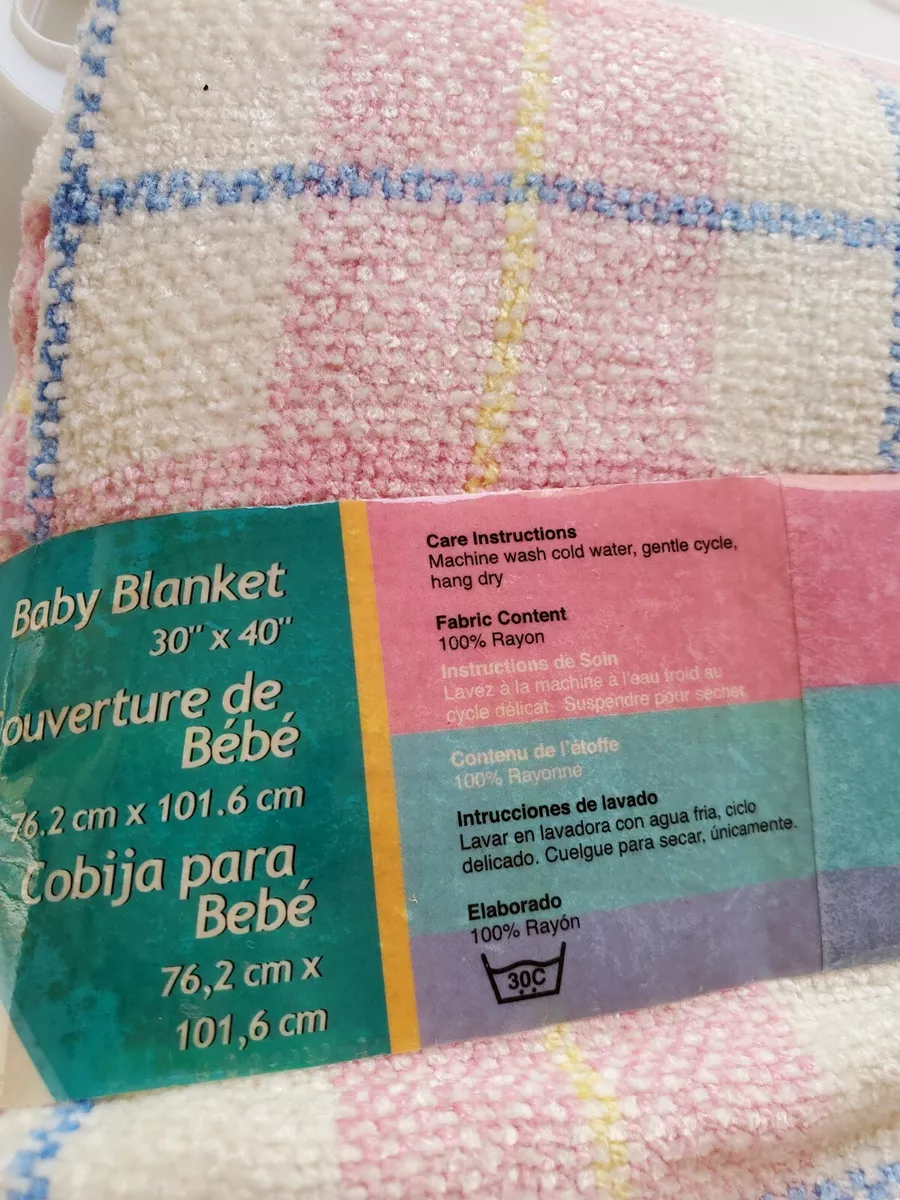 Baby Blanket
30" x 40"
ouverture de
Bébé
76.2 cm x 101.6 cm
Cobija para
Bebé
76,2 cm x
101,6 cm
Care Instructions
Machine wash cold water, gentle cycle,
hang dry
Fabric Content
100% Rayon
Instructions de Soin
Lavez à la machine à l'eau froid au
cycle délicat. Suspendre pour sechet
Contenu de l'étoffe
100% Rayonne
Intrucciones de lavado
Lavar en lavadora con agua fria, ciclo
delicado. Cuelgue para secar, únicamente.
Elaborado
100% Rayón
30C